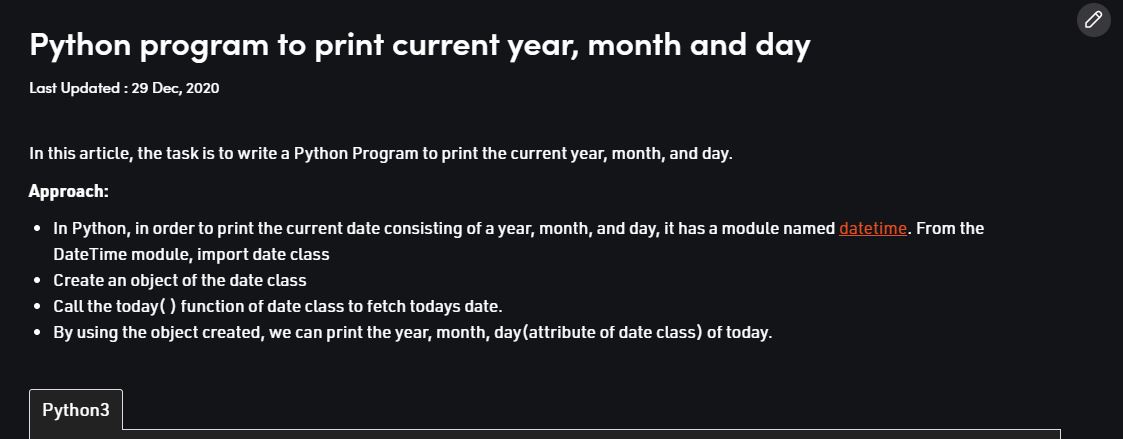 Python program to print current year, month and day
Last Updated : 29 Dec, 2020
In this article, the task is to write a Python Program to print the current year, month, and day.
Approach:
• In Python, in order to print the current date consisting of a year, month, and day, it has a module named datetime. From the
DateTime module, import date class
• Create an object of the date class
• Call the today( ) function of date class to fetch todays date.
• By using the object created, we can print the year, month, day(attribute of date class) of today.
Python3